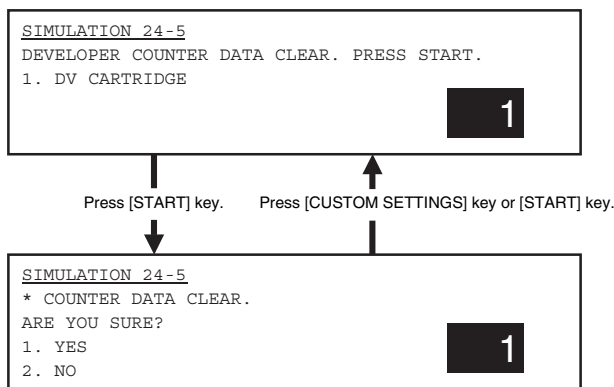 SIMULATION 24-5
DEVELOPER COUNTER DATA CLEAR. PRESS START.
1. DV CARTRIDGE
1
Press [START] key.
Press [CUSTOM SETTINGS] key or [START] key.
SIMULATION 24-5
* COUNTER DATA CLEAR.
ARE YOU SURE?
1. YES
2. NO
1